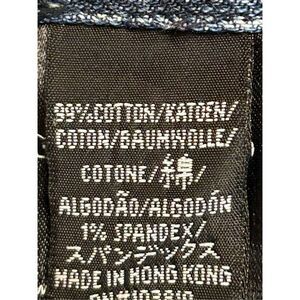 99% COTTON/KATOEN/
COTON/BAUMWOLLE/
COTONE/綿/
ALGODÃO/ALGODÓN
1% SPANDEX/
スパンデックス
MADE IN HONG KONG